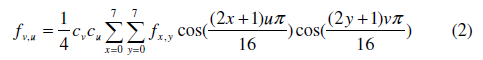 f_{v,u} = \frac{1}{4} c_v c_u \sum_{x=0}^{7} \sum_{y=0}^{7} f_{x,y} \cos(\frac{(2x+1)u\pi}{16}) \cos(\frac{(2y+1)v\pi}{16}) (2)